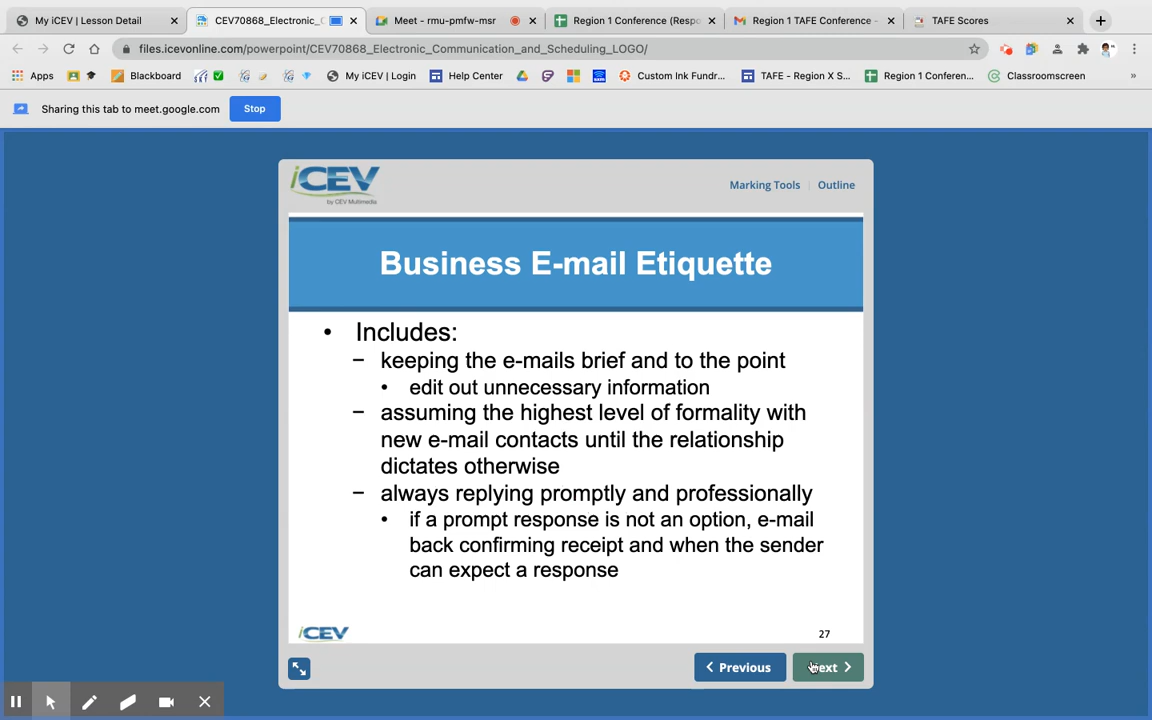 My iCEV | Lesson Detail
CEV70868_Electronic_C
Meet - rmu-pmfw-msr
Region 1 Conference (Respo
Region 1 TAFE Conference -
TAFE Scores
files.icevonline.com/powerpoint/CEV70868_Electronic_Communication_and_Scheduling_LOGO/
Apps
Blackboard
My iCEV | Login
Help Center
Custom Ink Fundr...
TAFE - Region X S...
Region 1 Conferen...
Classroomscreen
»
Sharing this tab to meet.google.com
Stop
iCEV
by CEV Multimedia
Marking Tools | Outline
Business E-mail Etiquette
• Includes:
– keeping the e-mails brief and to the point
• edit out unnecessary information
– assuming the highest level of formality with
new e-mail contacts until the relationship
dictates otherwise
– always replying promptly and professionally
• if a prompt response is not an option, e-mail
back confirming receipt and when the sender
can expect a response
iCEV
27
Previous
Next